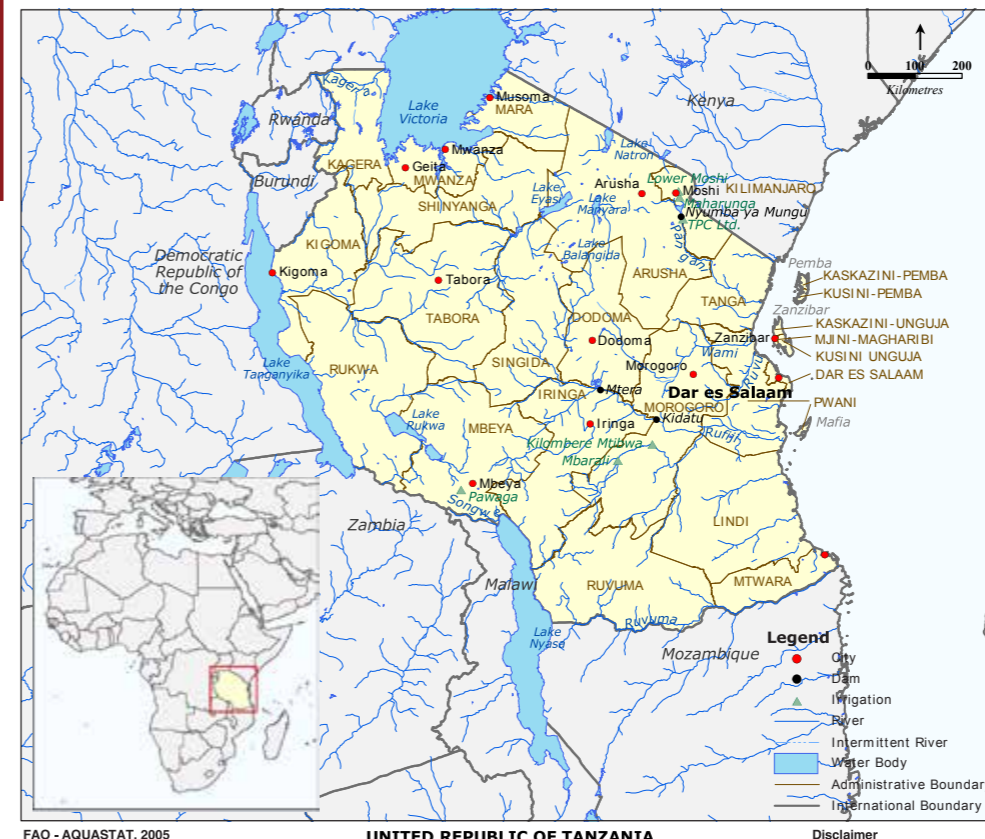 0 100 200
Kilometres
Kenya
Kagera
Musoma
MARA
Lake
Victoria
Rwanda
Mwanza
Lake
Natron
KAGERA
Geita
MWANZA
Burundi
Arusha
Lower Moshi
Moshi
KILIMANJARO
Maharunga
Nyumba ya Mungu
TPC Ltd.
Lake
Eyasi
Lake
Manyara
SHINYANGA
KIGOMA
Lake
Balangida
Democratic
Republic of
the Congo
Kigoma
Tabora
ARUSHA
Pemba
KASKAZINI-PEMBA
KUSINI-PEMBA
TANGA
Zanzibar
TABORA
DODOMA
KASKAZINI-UNGUJA
Zanzibar
MJINI-MAGHARIBI
Dodoma
Wami
KUSINI UNGUJA
Lake
Tanganyika
RUKWA
SINGIDA
Morogoro
Ruvu
DAR ES SALAAM
Dar es Salaam
IRINGA
Mtera
MOROGORO
PWANI
Lake
Rukwa
MBEYA
Iringa
Kidatu
Mafia
Rufiji
Kilombere Mtibwa
Mbarali
Mbeya
Pawaga
Songwe
Zambia
LINDI
Malawi
RUVUMA
MTWARA
Ruvuma
Lake
Nyasa
Mozambique
Legend
City
Dam
Irrigation
River
Intermittent River
Water Body
Administrative Boundar
International Boundary
FAO - AQUASTAT, 2005
UNITED REPUBLIC OF TANZANIA
Disclaimer